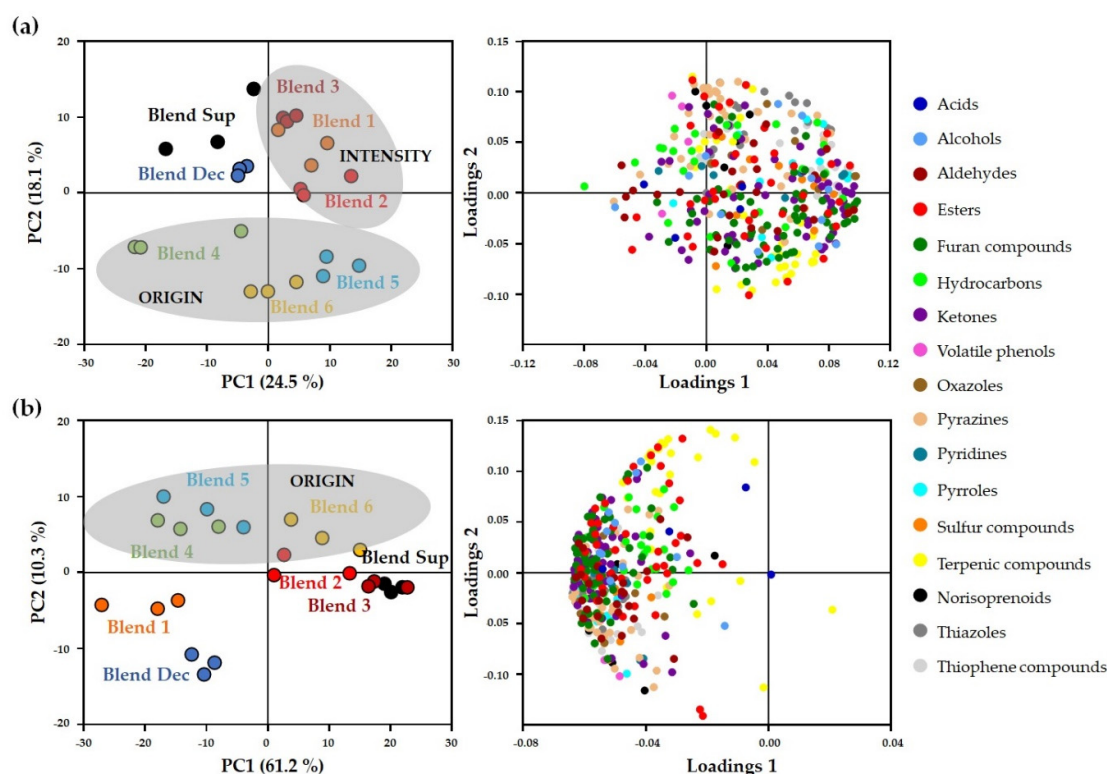 (a)
20
10
0
-10
-20
PC2 (18.1 %)
Blend 3
Blend Sup
Blend 1
INTENSITY
Blend Dec
Blend 2
Blend 4
Blend 5
ORIGIN
Blend 6
-30
-20
-10
0
10
20
30
PC1 (24.5 %)
0.15
0.10
0.05
0.00
-0.05
-0.10
Loadings 2
-0.08
-0.04
0.00
0.04
0.08
0.12
Loadings 1
(b)
20
10
0
-10
-20
PC2 (10.3 %)
Blend 5
ORIGIN
Blend 6
Blend 4
Blend Sup
Blend 2
Blend 3
Blend 1
Blend Dec
-30
-20
-10
0
10
20
30
PC1 (61.2 %)
0.15
0.10
0.05
0.00
-0.05
-0.10
Loadings 2
-0.08
-0.04
0.00
0.04
Loadings 1
Acids
Alcohols
Aldehydes
Esters
Furan compounds
Hydrocarbons
Ketones
Volatile phenols
Oxazoles
Pyrazines
Pyridines
Pyrroles
Sulfur compounds
Terpenic compounds
Norisoprenoids
Thiazoles
Thiophene compounds